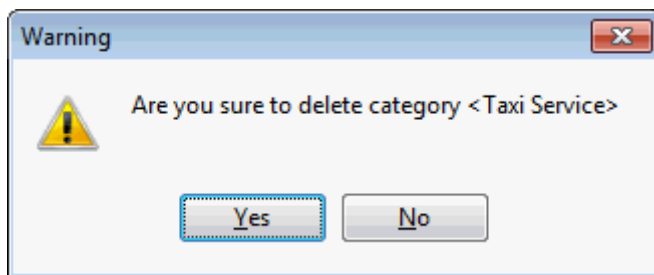 Warning
Are you sure to delete category <Taxi Service>
Yes No